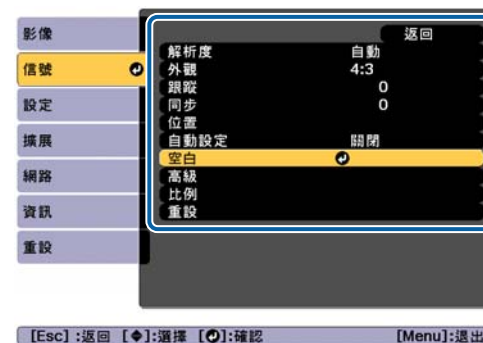 影像
信號
設定
擴展
網路
資訊
重設
返回
解析度 自動
外觀 4:3
跟蹤 0
同步 0
位置
自動設定 關閉
空白
高級
比例
重設
[Esc] :返回 [◆]:選擇 [↵]:確認 [Menu]:退出